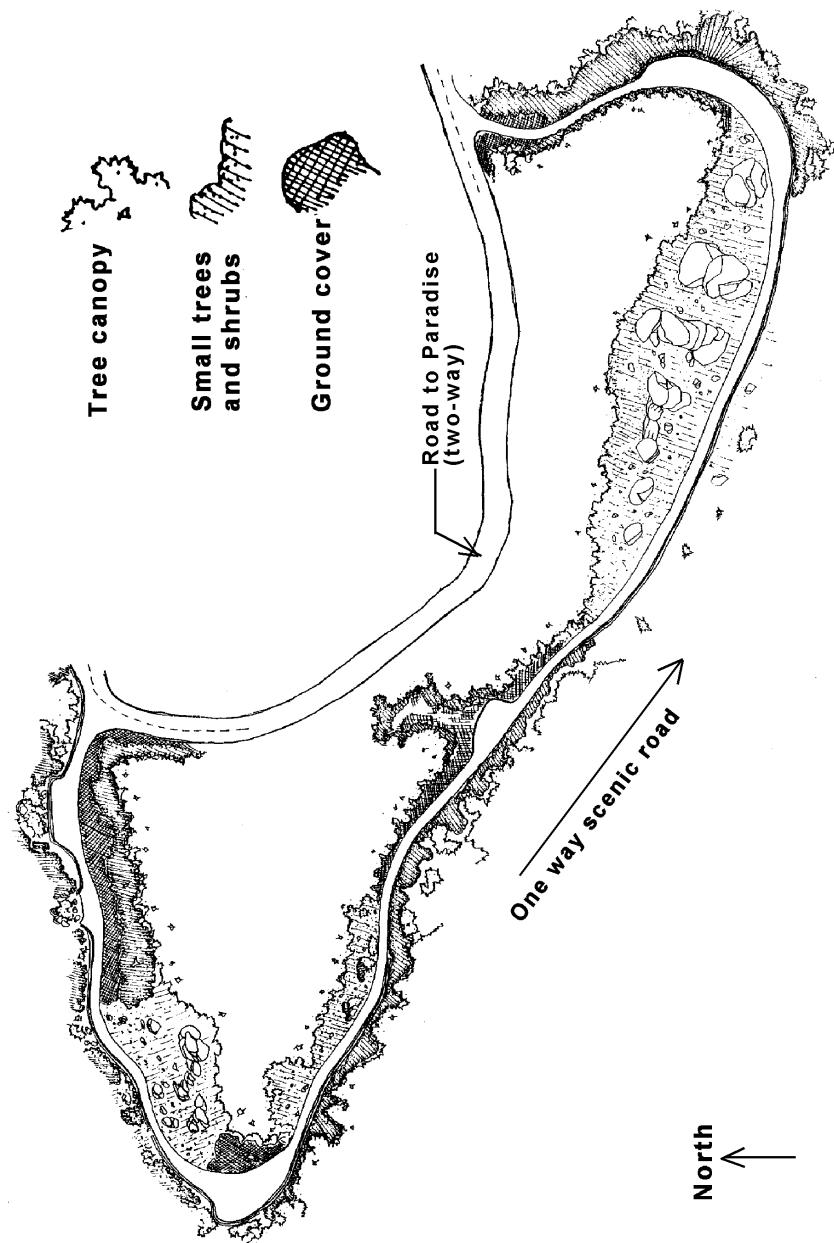 Tree canopy
Small trees
and shrubs
Ground cover
Road to Paradise
(two-way)
One way scenic road
North